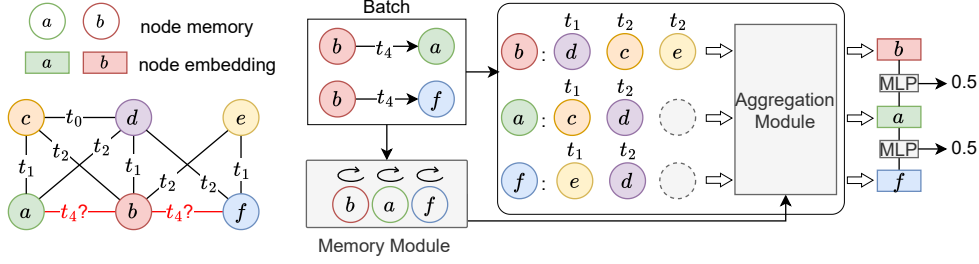 a b node memory
a b node embedding
c t₀ d e
t₁ t₂ t₂ t₁ t₂ t₂ t₁
a t₄? b t₄? f
Batch
b t₄ a
b t₄ f
b a f
Memory Module
t₁ t₂ t₂
b : d c e
t₁ t₂
a : c d
t₁ t₂
f : e d
Aggregation
Module
b
MLP 0.5
a
MLP 0.5
f